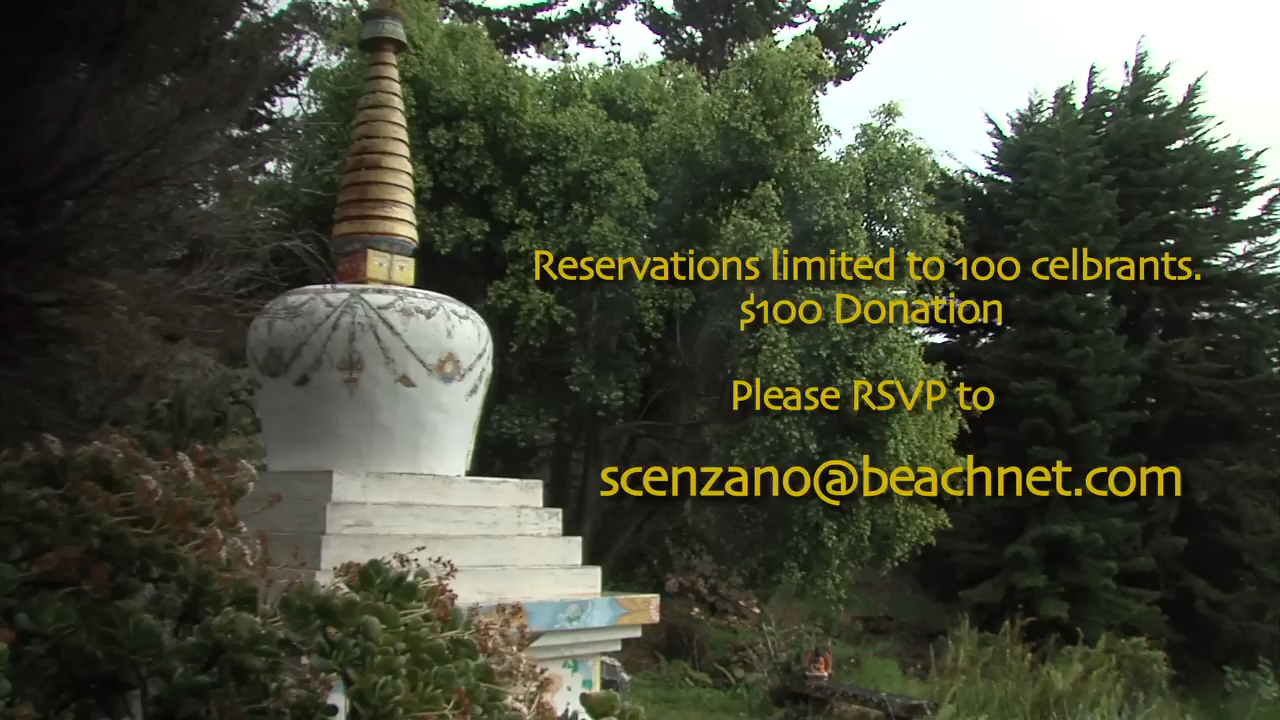 Reservations limited to 100 celbrants.
$100 Donation
Please RSVP to
scenzano@beachnet.com